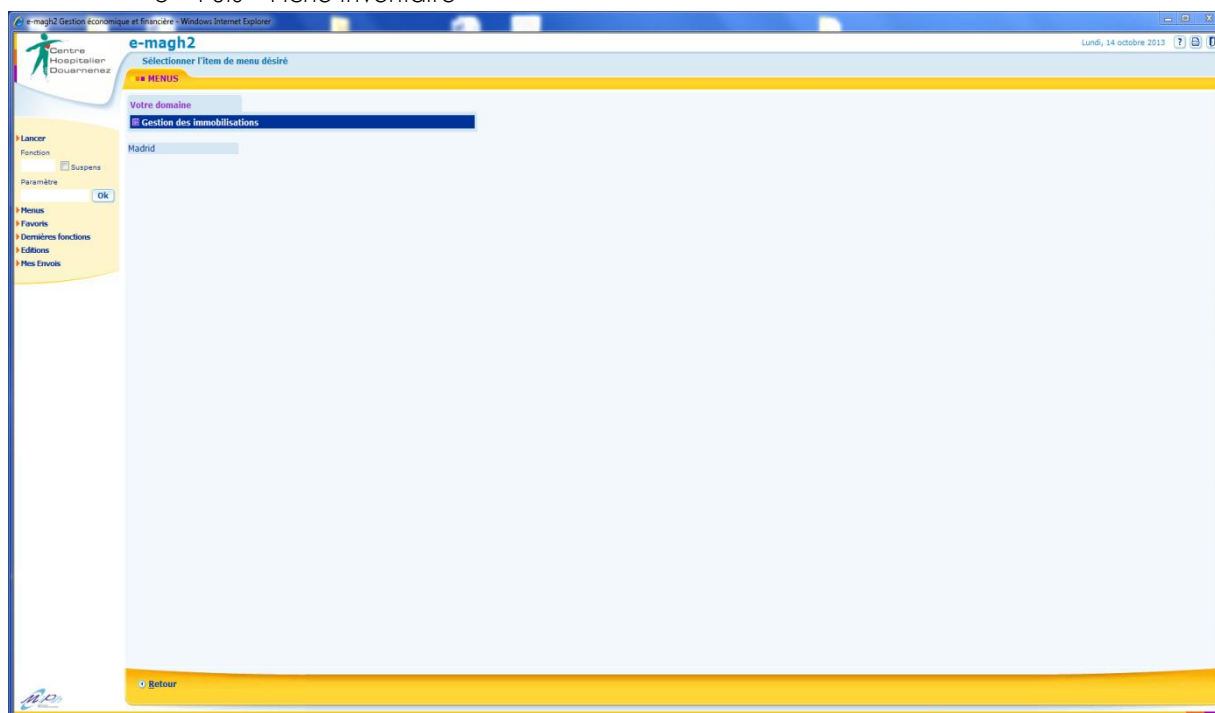 e-magh2 Gestion économique et financière - Windows Internet Explorer
Centre
Hospitalier
Douarnenez
e-magh2
Lundi, 14 octobre 2013
?
Sélectionner l'item de menu désiré
MENUS
Votre domaine
Gestion des immobilisations
Madrid
Lancer
Fonction
Suspens
Paramètre
Ok
Menus
Favoris
Dernières fonctions
Editions
Mes Envois
Retour